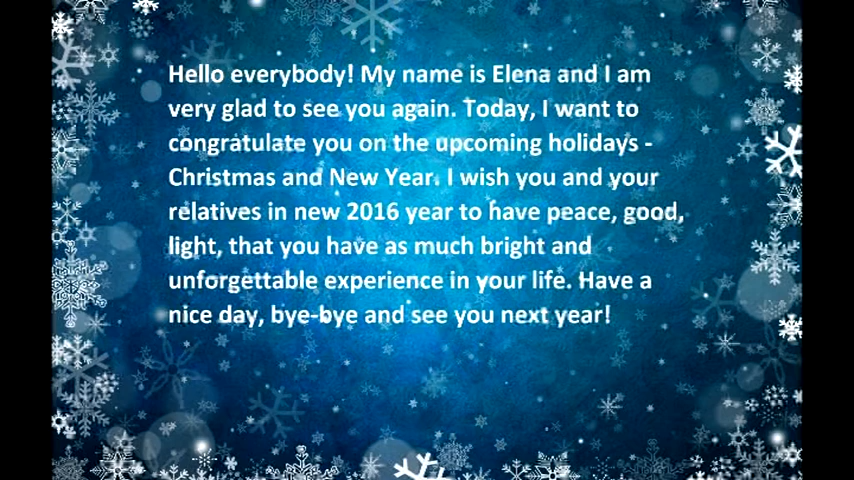 Hello everybody! My name is Elena and I am
very glad to see you again. Today, I want to
congratulate you on the upcoming holidays -
Christmas and New Year. I wish you and your
relatives in new 2016 year to have peace, good,
light, that you have as much bright and
unforgettable experience in your life. Have a
nice day, bye-bye and see you next year!